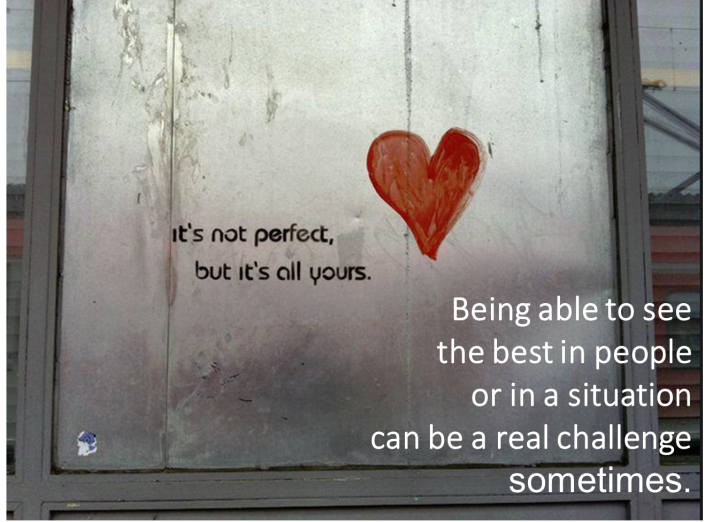 it's not perfect,
but it's all yours.
Being able to see
the best in people
or in a situation
can be a real challenge
sometimes.